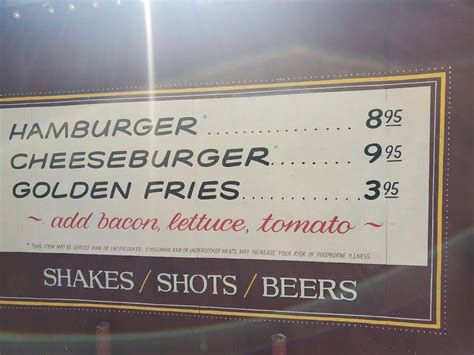 HAMBURGER ................ 8 95
CHEESEBURGER ......... 9 95
GOLDEN FRIES ............ 3 95
~ add bacon, lettuce, tomato ~
* THIS ITEM MAY BE SERVED RAW OR UNDERCOOKED. CONSUMING RAW OR UNDERCOOKED MEATS, MAY INCREASE YOUR RISK OF FOODBORNE ILLNESS.
SHAKES / SHOTS / BEERS